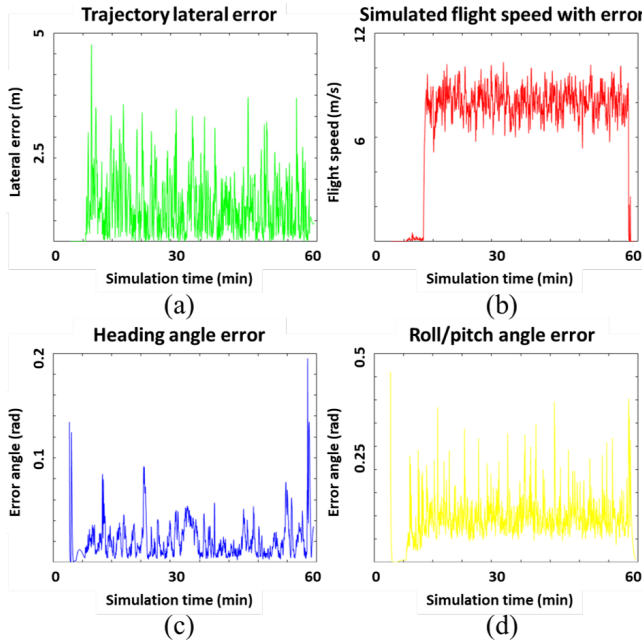 Trajectory lateral error
5
2.5
Lateral error (m)
0
30
60
Simulation time (min)
(a)
Simulated flight speed with error
12
6
Flight speed (m/s)
0
30
60
Simulation time (min)
(b)
Heading angle error
0.2
0.1
Error angle (rad)
0
30
60
Simulation time (min)
(c)
Roll/pitch angle error
0.5
0.25
Error angle (rad)
0
30
60
Simulation time (min)
(d)